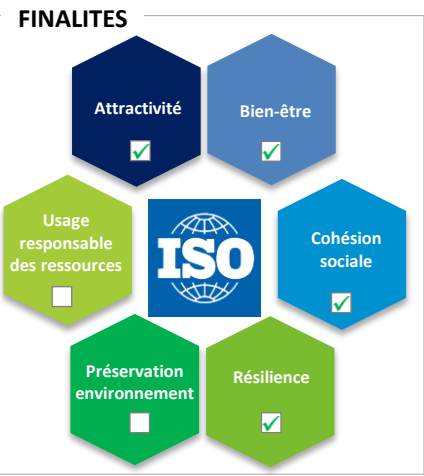 FINALITES
Attractivité
Bien-être
Usage
responsable
des ressources
ISO
Cohésion
sociale
Préservation
environnement
Résilience